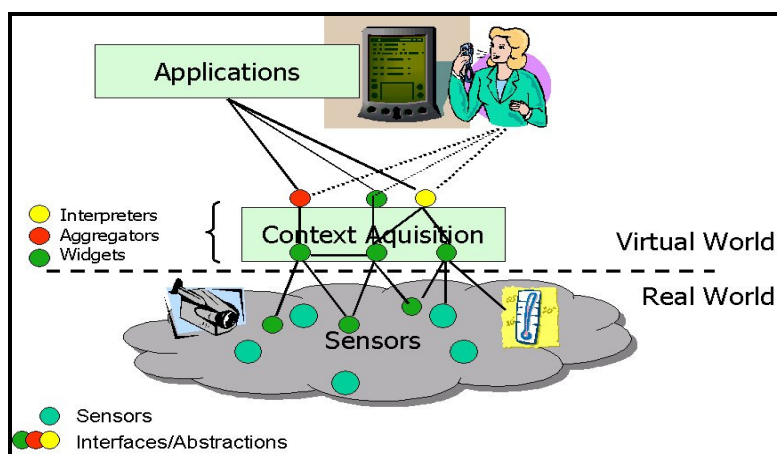 Applications
Interpreters
Aggregators
Widgets
Context Aquisition
Virtual World
Real World
Sensors
Sensors
Interfaces/Abstractions